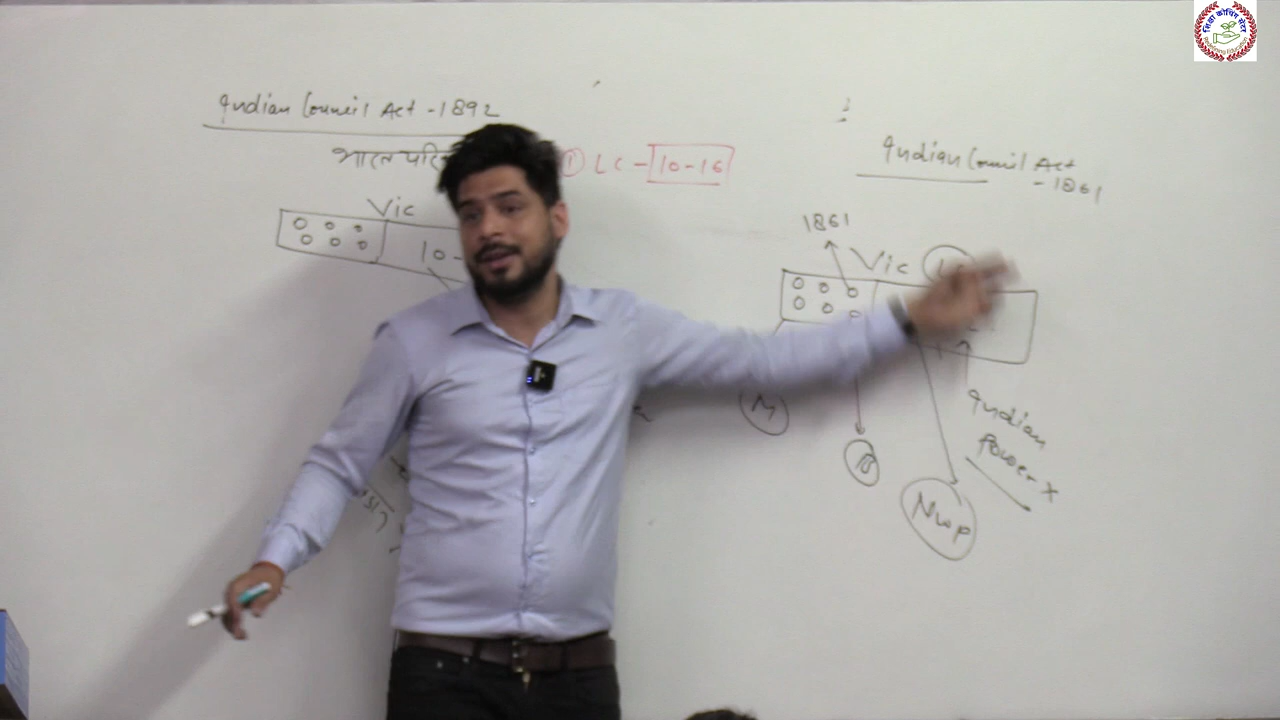 Indian Council Act - 1892
भारत परि
① LC - 10-16
Vic
10-
Indian Council Act
- 1861
1861
Vic
M
B
NWP
Indian
Power x